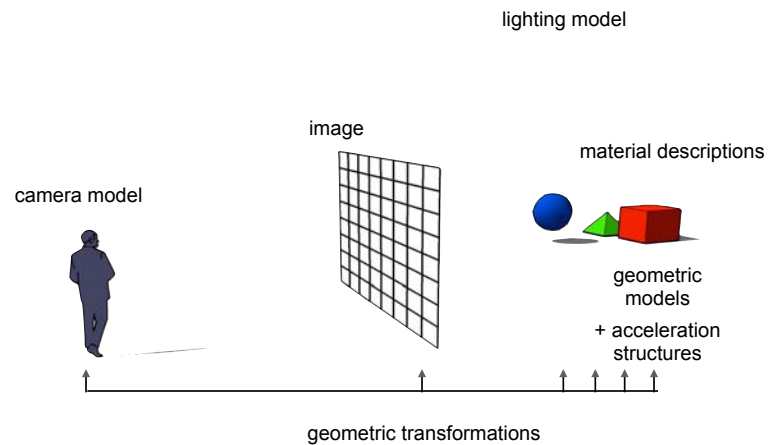 lighting model
image
material descriptions
camera model
geometric
models
+ acceleration
structures
geometric transformations